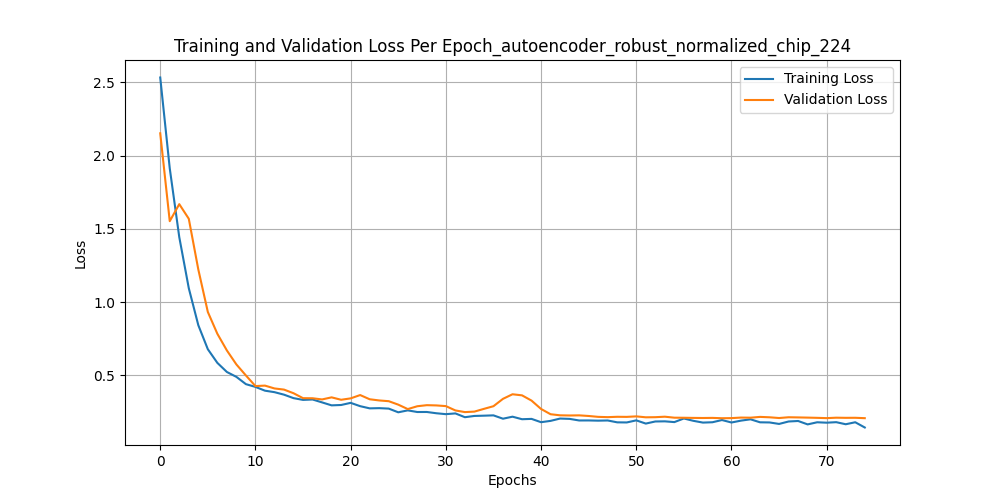 Training and Validation Loss Per Epoch_autoencoder_robust_normalized_chip_224
Training Loss
Validation Loss
2.5
2.0
1.5
1.0
0.5
Loss
0 10 20 30 40 50 60 70
Epochs